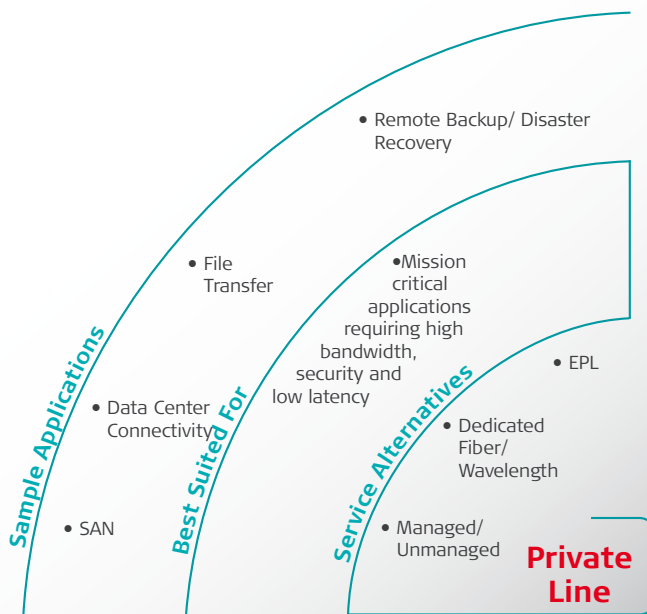 Sample Applications
• Remote Backup/ Disaster
Recovery
• File
Transfer
• Data Center
Connectivity
• SAN
Best Suited For
•Mission
critical
applications
requiring high
bandwidth,
security and
low latency
Service Alternatives
• EPL
• Dedicated
Fiber/
Wavelength
• Managed/
Unmanaged
Private
Line